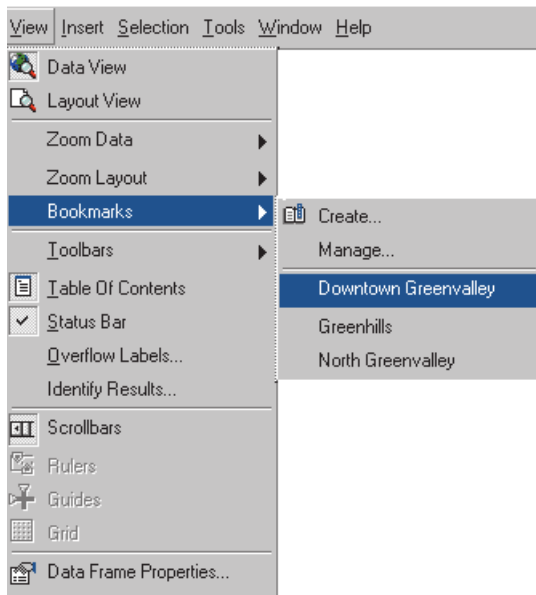 View Insert Selection Tools Window Help
Data View
Layout View
Zoom Data
Zoom Layout
Bookmarks
Toolbars
Table Of Contents
Status Bar
Overflow Labels...
Identify Results...
Scrollbars
Rulers
Guides
Grid
Data Frame Properties...
Create...
Manage...
Downtown Greenvalley
Greenhills
North Greenvalley